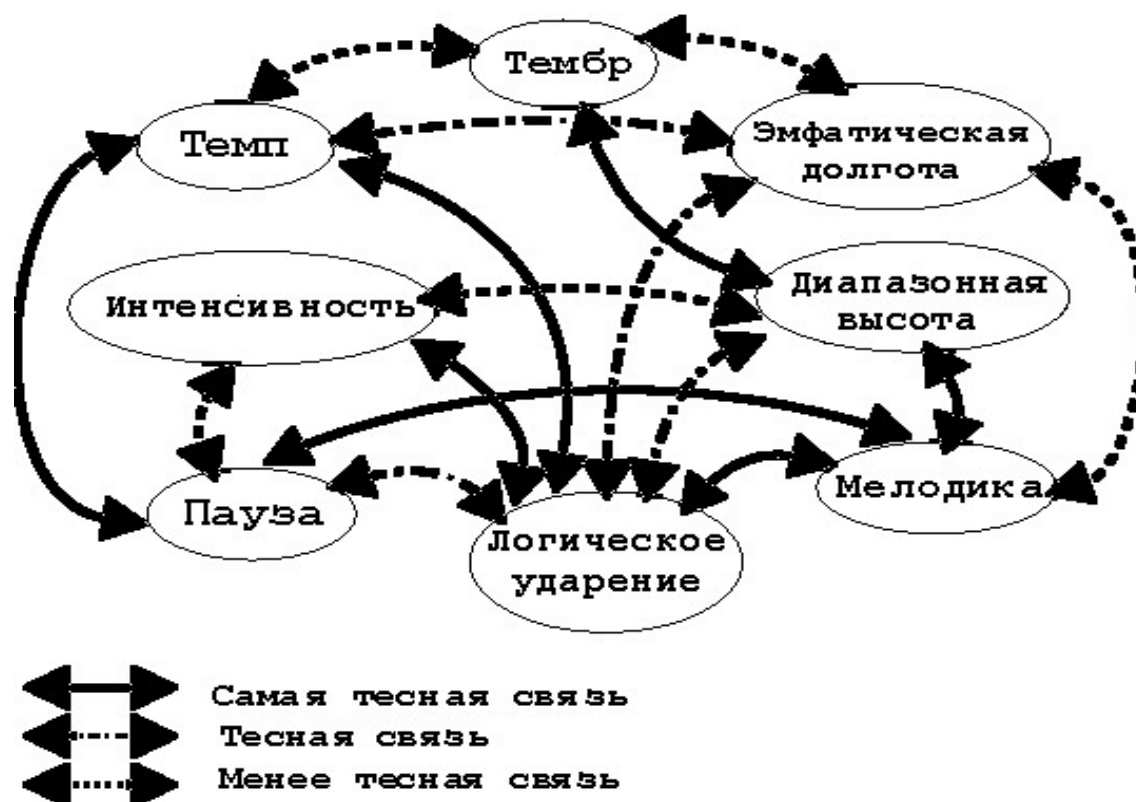 Тембр
Темп
Эмфатическая
долгота
Интенсивность
Диапазонная
высота
Пауза
Мелодика
Логическое
ударение
Самая тесная связь
Тесная связь
Менее тесная связь